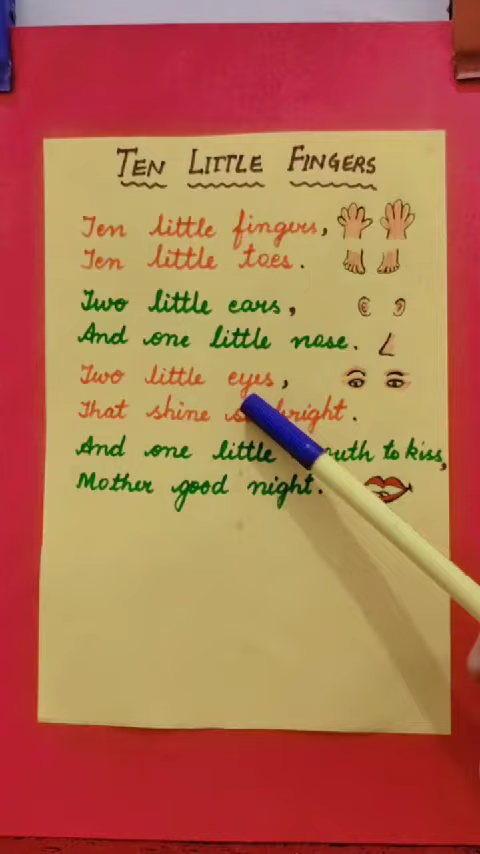 TEN LITTLE FINGERS
Ten little fingers,
Ten little toes.
Two little ears,
And one little nose.
Two little eyes,
That shine bright.
And one little to kiss,
Mother good night.